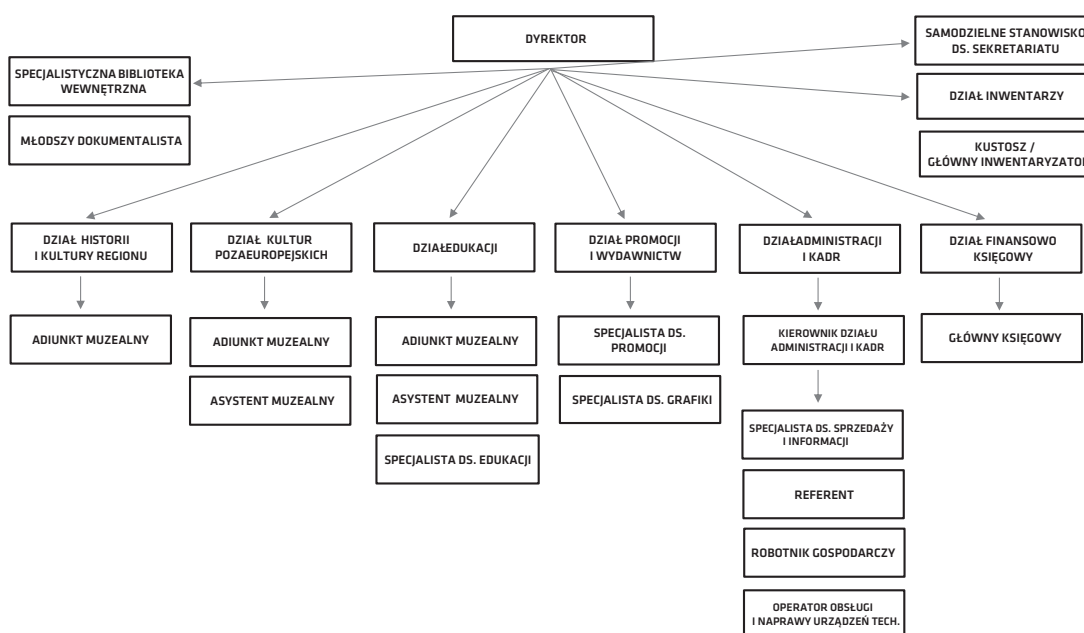 DYREKTOR
SAMODZIELNE STANOWISKO
DS. SEKRETARIATU
SPECJALISTYCZNA BIBLIOTEKA
WEWNĘTRZNA
DZIAŁ INWENTARZY
MŁODSZY DOKUMENTALISTA
KUSTOSZ /
GŁÓWNY INWENTARYZATOR
DZIAŁ HISTORII
I KULTURY REGIONU
DZIAŁ KULTUR
POZAEUROPEJSKICH
DZIAŁEDUKACJI
DZIAŁ PROMOCJI
I WYDAWNICTW
DZIAŁADMINISTRACJI
I KADR
DZIAŁ FINANSOWO
KSIĘGOWY
ADIUNKT MUZEALNY
ADIUNKT MUZEALNY
ADIUNKT MUZEALNY
SPECJALISTA DS.
PROMOCJI
KIEROWNIK DZIAŁU
ADMINISTRACJI I KADR
GŁÓWNY KSIĘGOWY
ASYSTENT MUZEALNY
ASYSTENT MUZEALNY
SPECJALISTA DS. GRAFIKI
SPECJALISTA DS. SPRZEDAŻY
I INFORMACJI
SPECJALISTA DS. EDUKACJI
REFERENT
ROBOTNIK GOSPODARCZY
OPERATOR OBSŁUGI
I NAPRAWY URZĄDZEŃ TECH.